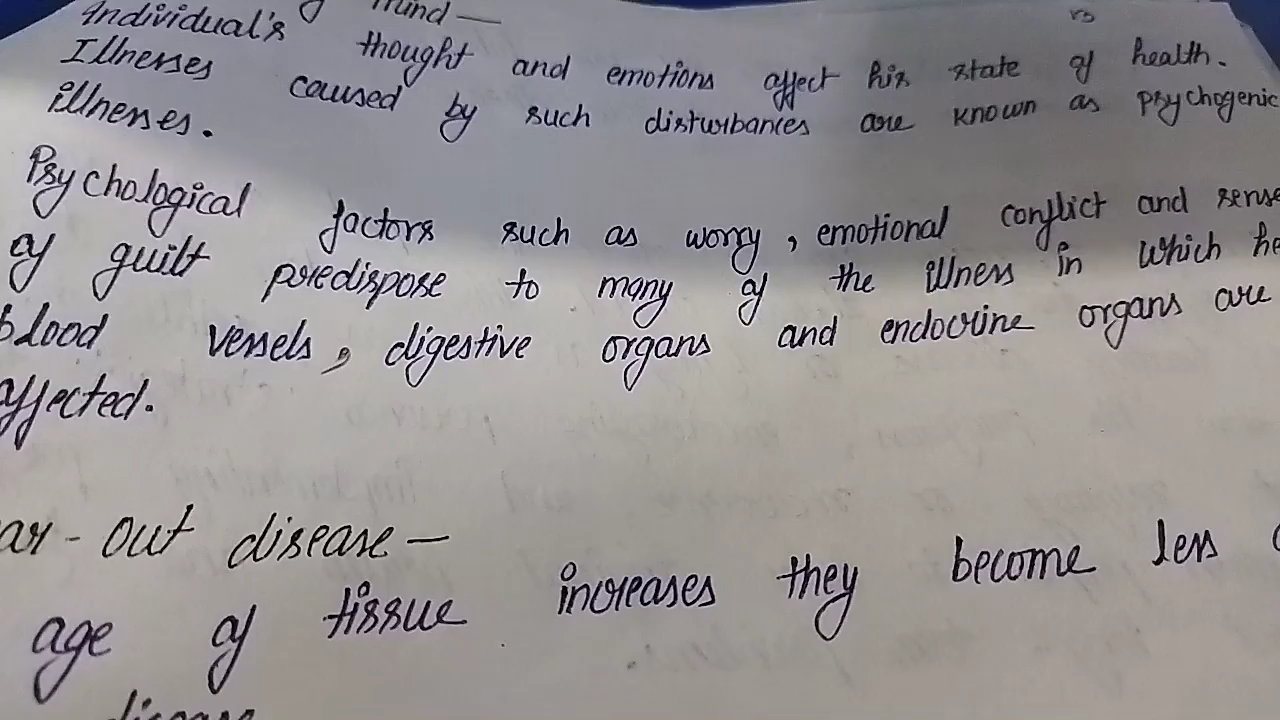 mind —
Individual's thought and emotions affect his state of health.
Illnesses caused by such disturbances are known as psychogenic
illnesses.
Psychological factors such as worry, emotional conflict and sense
of guilt predispose to many of the illness in which he
blood vessels, digestive organs and endocrine organs are
affected.
ar - out disease —
age of tissue increases they become less
disease